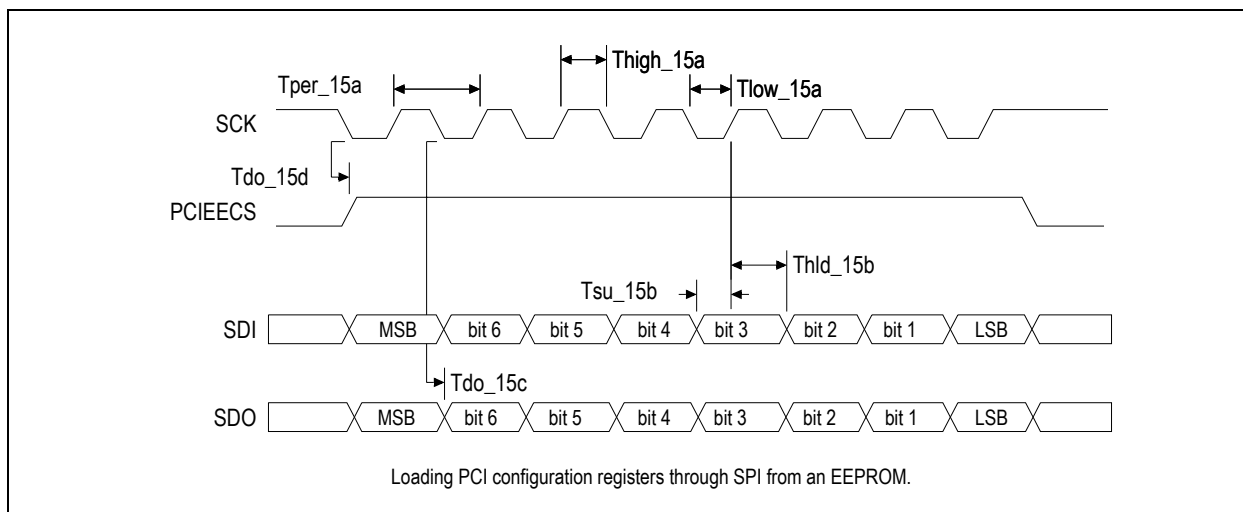 Thigh_15a
Tper_15a
Tlow_15a
SCK
Tdo_15d
PCIEECS
Thld_15b
Tsu_15b
SDI MSB bit 6 bit 5 bit 4 bit 3 bit 2 bit 1 LSB
Tdo_15c
SDO MSB bit 6 bit 5 bit 4 bit 3 bit 2 bit 1 LSB
Loading PCI configuration registers through SPI from an EEPROM.